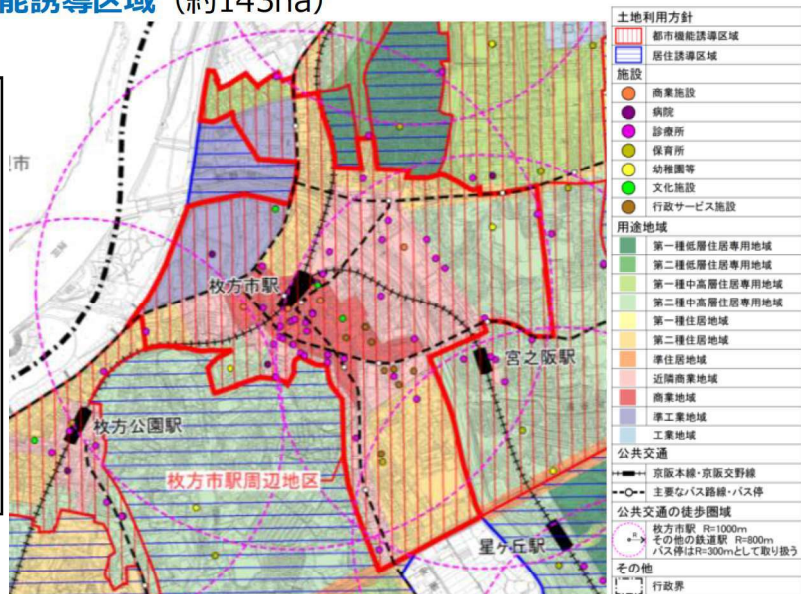 能誘導区域（約143ha）
市
枚方市駅
宮之阪駅
枚方公園駅
枚方市駅周辺地区
星ヶ丘駅
土地利用方針
都市機能誘導区域
居住誘導区域
施設
商業施設
病院
診療所
保育所
幼稚園等
文化施設
行政サービス施設
用途地域
第一種低層住居専用地域
第二種低層住居専用地域
第一種中高層住居専用地域
第二種中高層住居専用地域
第一種住居地域
第二種住居地域
準住居地域
近隣商業地域
商業地域
準工業地域
工業地域
公共交通
京阪本線・京阪交野線
主要なバス路線・バス停
公共交通の徒歩圏域
枚方市駅 R=1000m
その他の鉄道駅 R=800m
バス停はR=300mとして取り扱う
その他
行政界